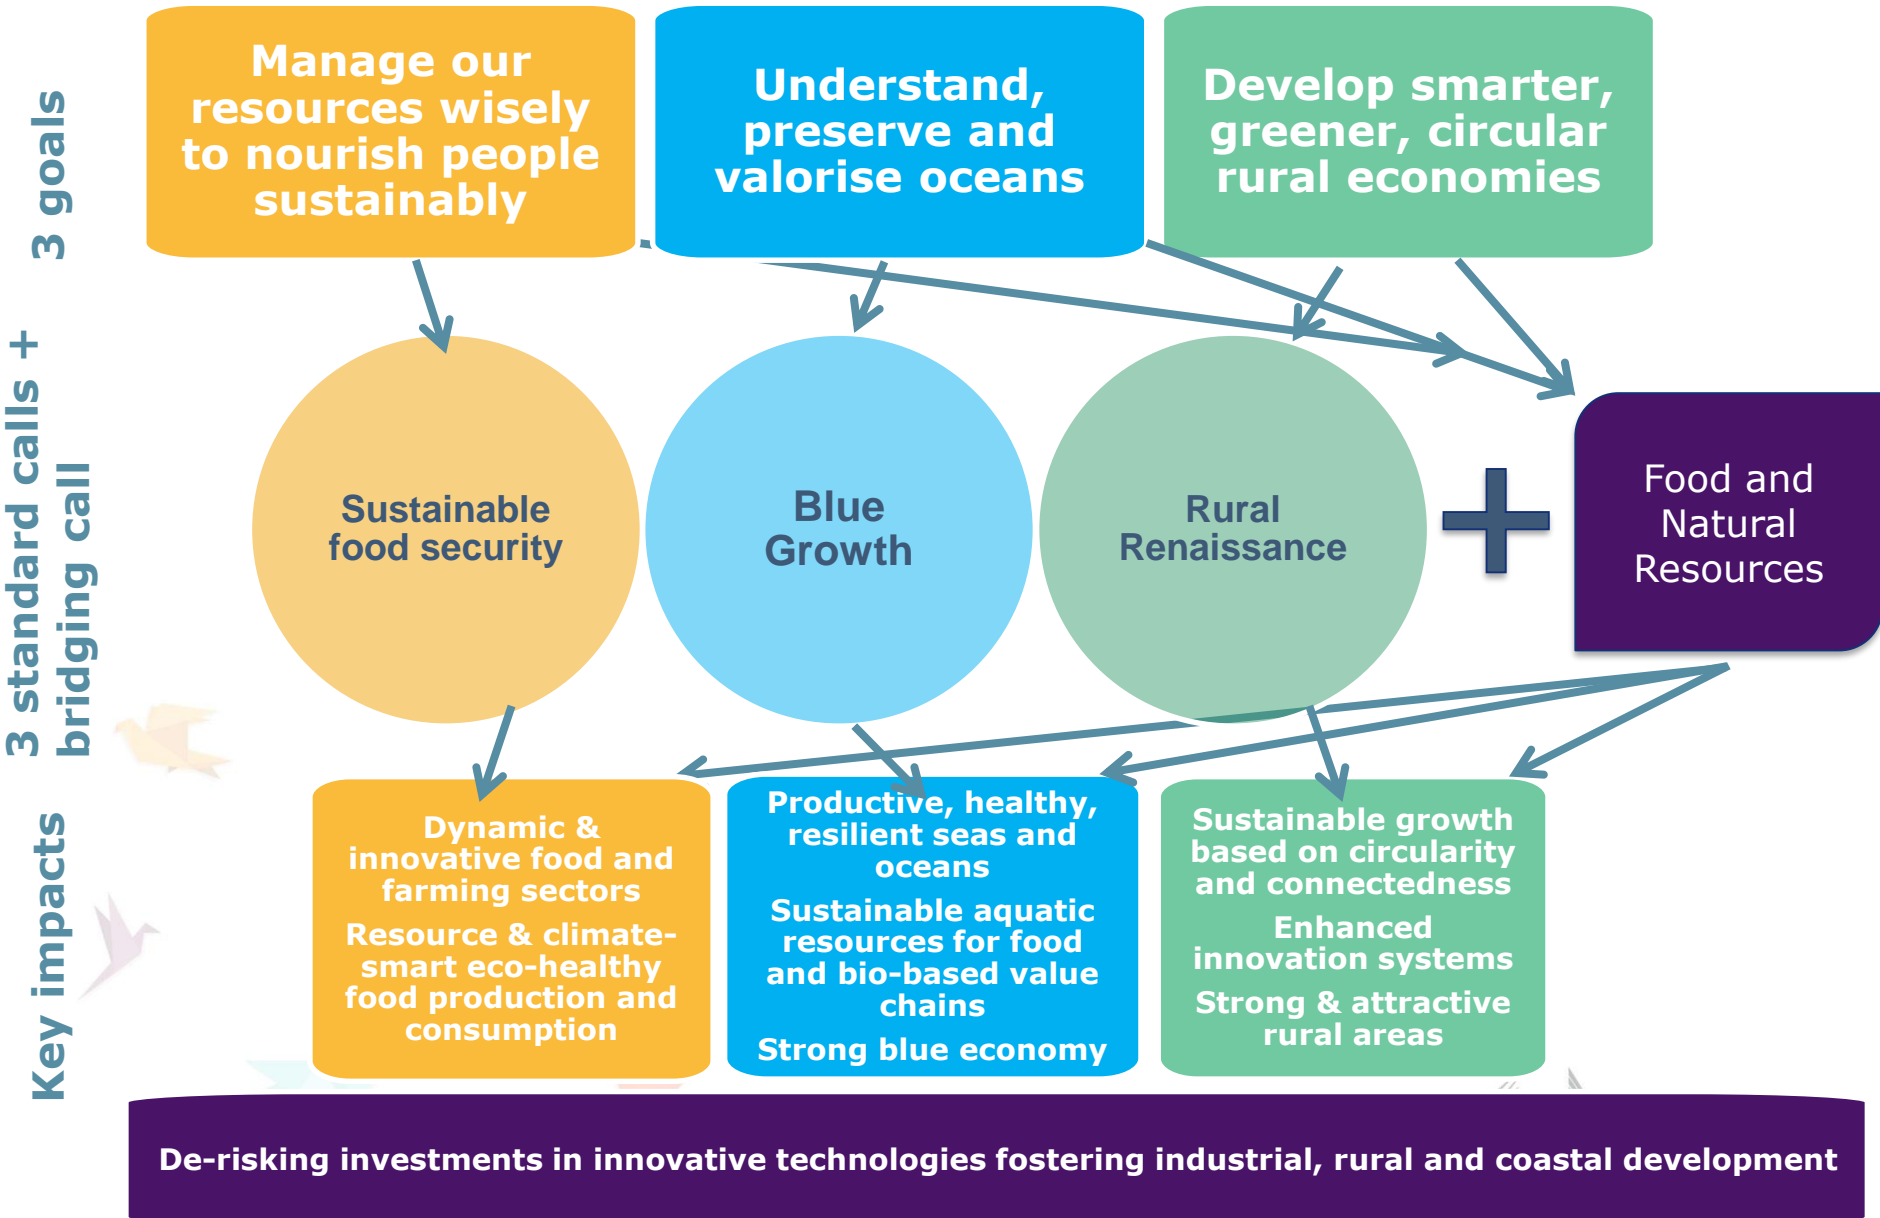 3 goals
Manage our
resources wisely
to nourish people
sustainably
Understand,
preserve and
valorise oceans
Develop smarter,
greener, circular
rural economies
3 standard calls +
bridging call
Sustainable
food security
Blue
Growth
Rural
Renaissance
+
Food and
Natural
Resources
Key impacts
Dynamic &
innovative food and
farming sectors
Resource & climate-
smart eco-healthy
food production and
consumption
Productive, healthy,
resilient seas and
oceans
Sustainable aquatic
resources for food
and bio-based value
chains
Strong blue economy
Sustainable growth
based on circularity
and connectedness
Enhanced
innovation systems
Strong & attractive
rural areas
De-risking investments in innovative technologies fostering industrial, rural and coastal development